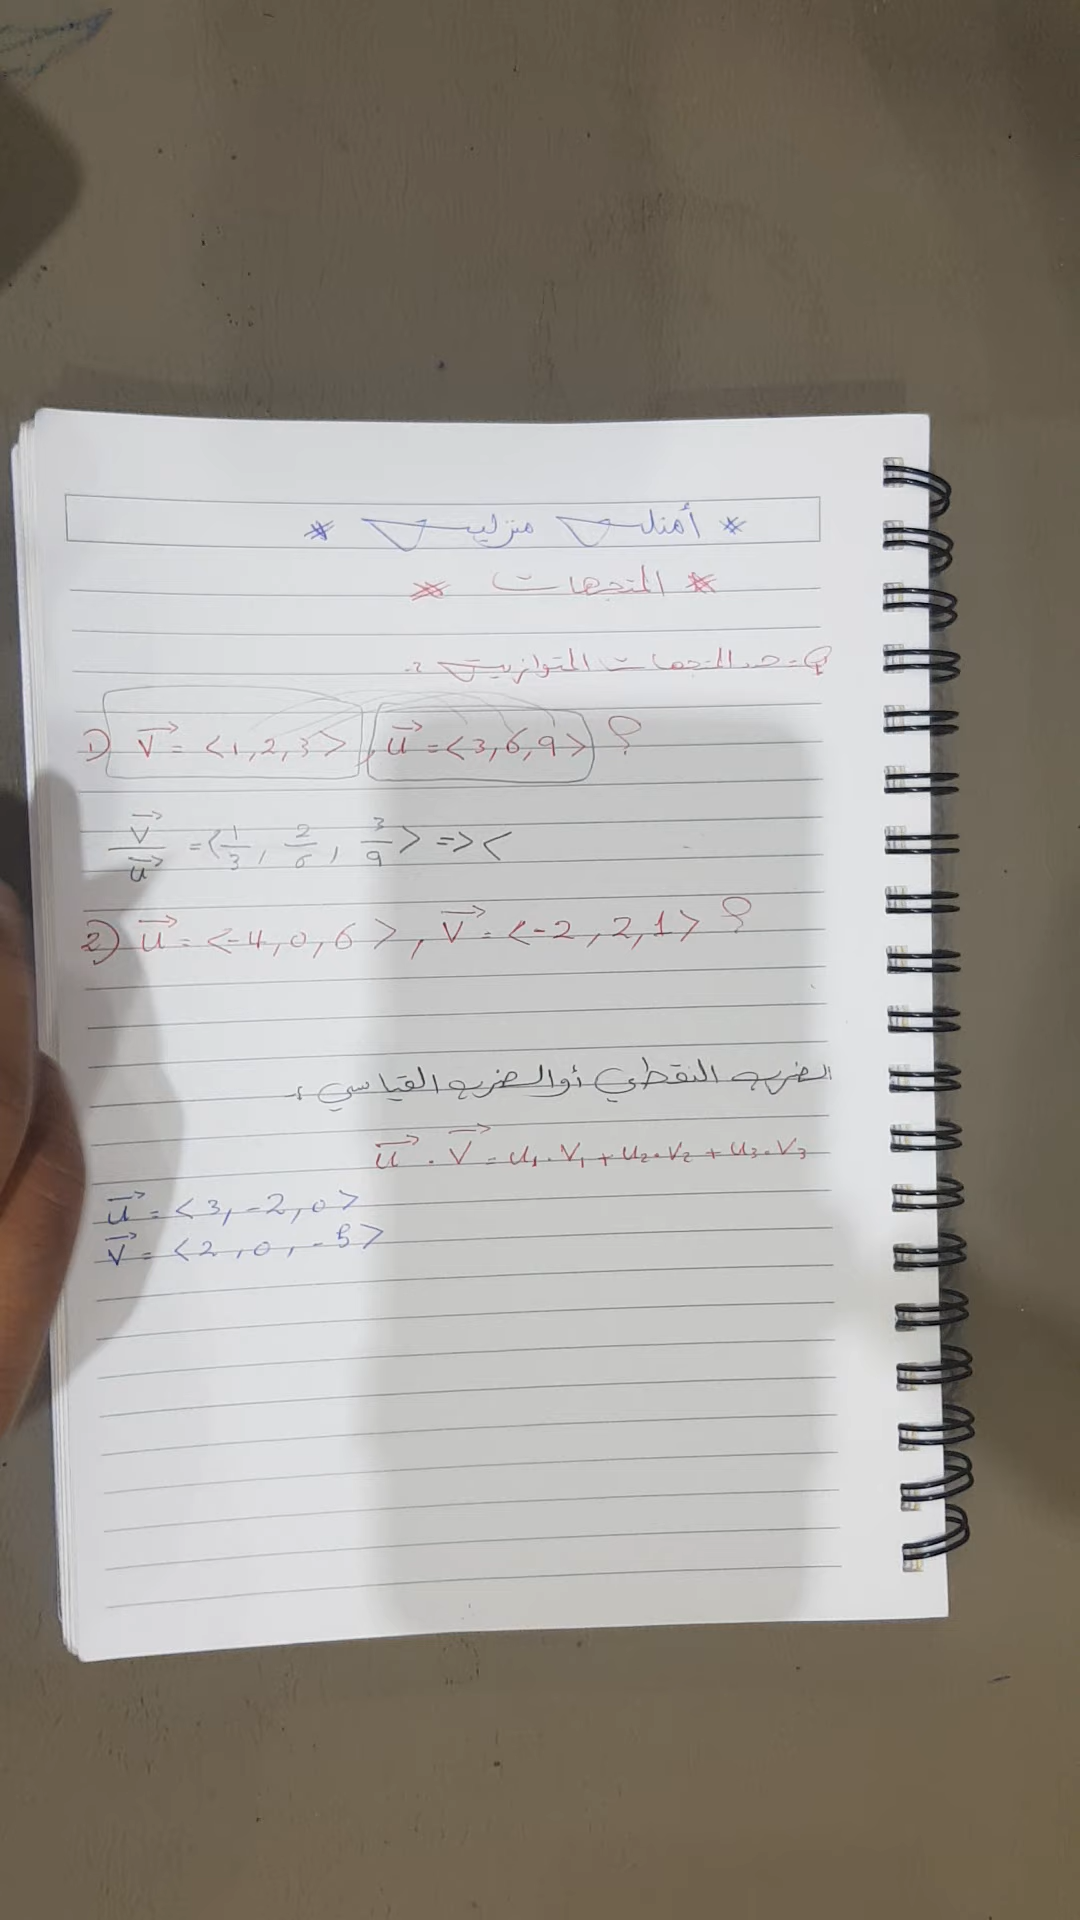 * أمثلة منزلية *
* المتجهات *
Q- حدد المتجهات المتوازية :-
1) V⃗ = <1, 2, 3> , u⃗ = <3, 6, 9> ؟
V⃗/u⃗ = <1/3, 2/6, 3/9> => <
2) u⃗ = <-4, 0, 6> , V⃗ = <-2, 2, 1> ؟
الضرب النقطي أو الضرب القياسي :-
u⃗ . V⃗ = u₁. V₁ + u₂. V₂ + u₃. V₃
u⃗ = <3, -2, 0>
V⃗ = <2, 0, -5>